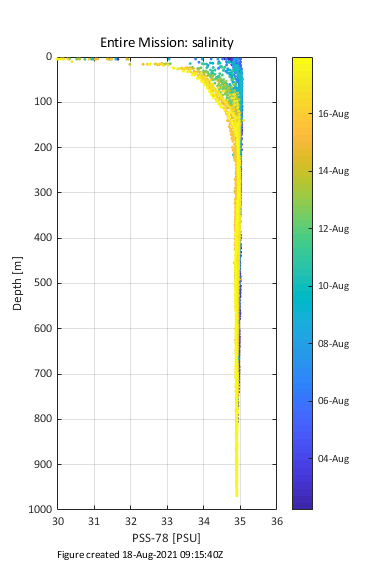 Entire Mission: salinity
0
100
200
300
400
500
600
700
800
900
1000
Depth [m]
30 31 32 33 34 35 36
PSS-78 [PSU]
16-Aug
14-Aug
12-Aug
10-Aug
08-Aug
06-Aug
04-Aug
Figure created 18-Aug-2021 09:15:40Z